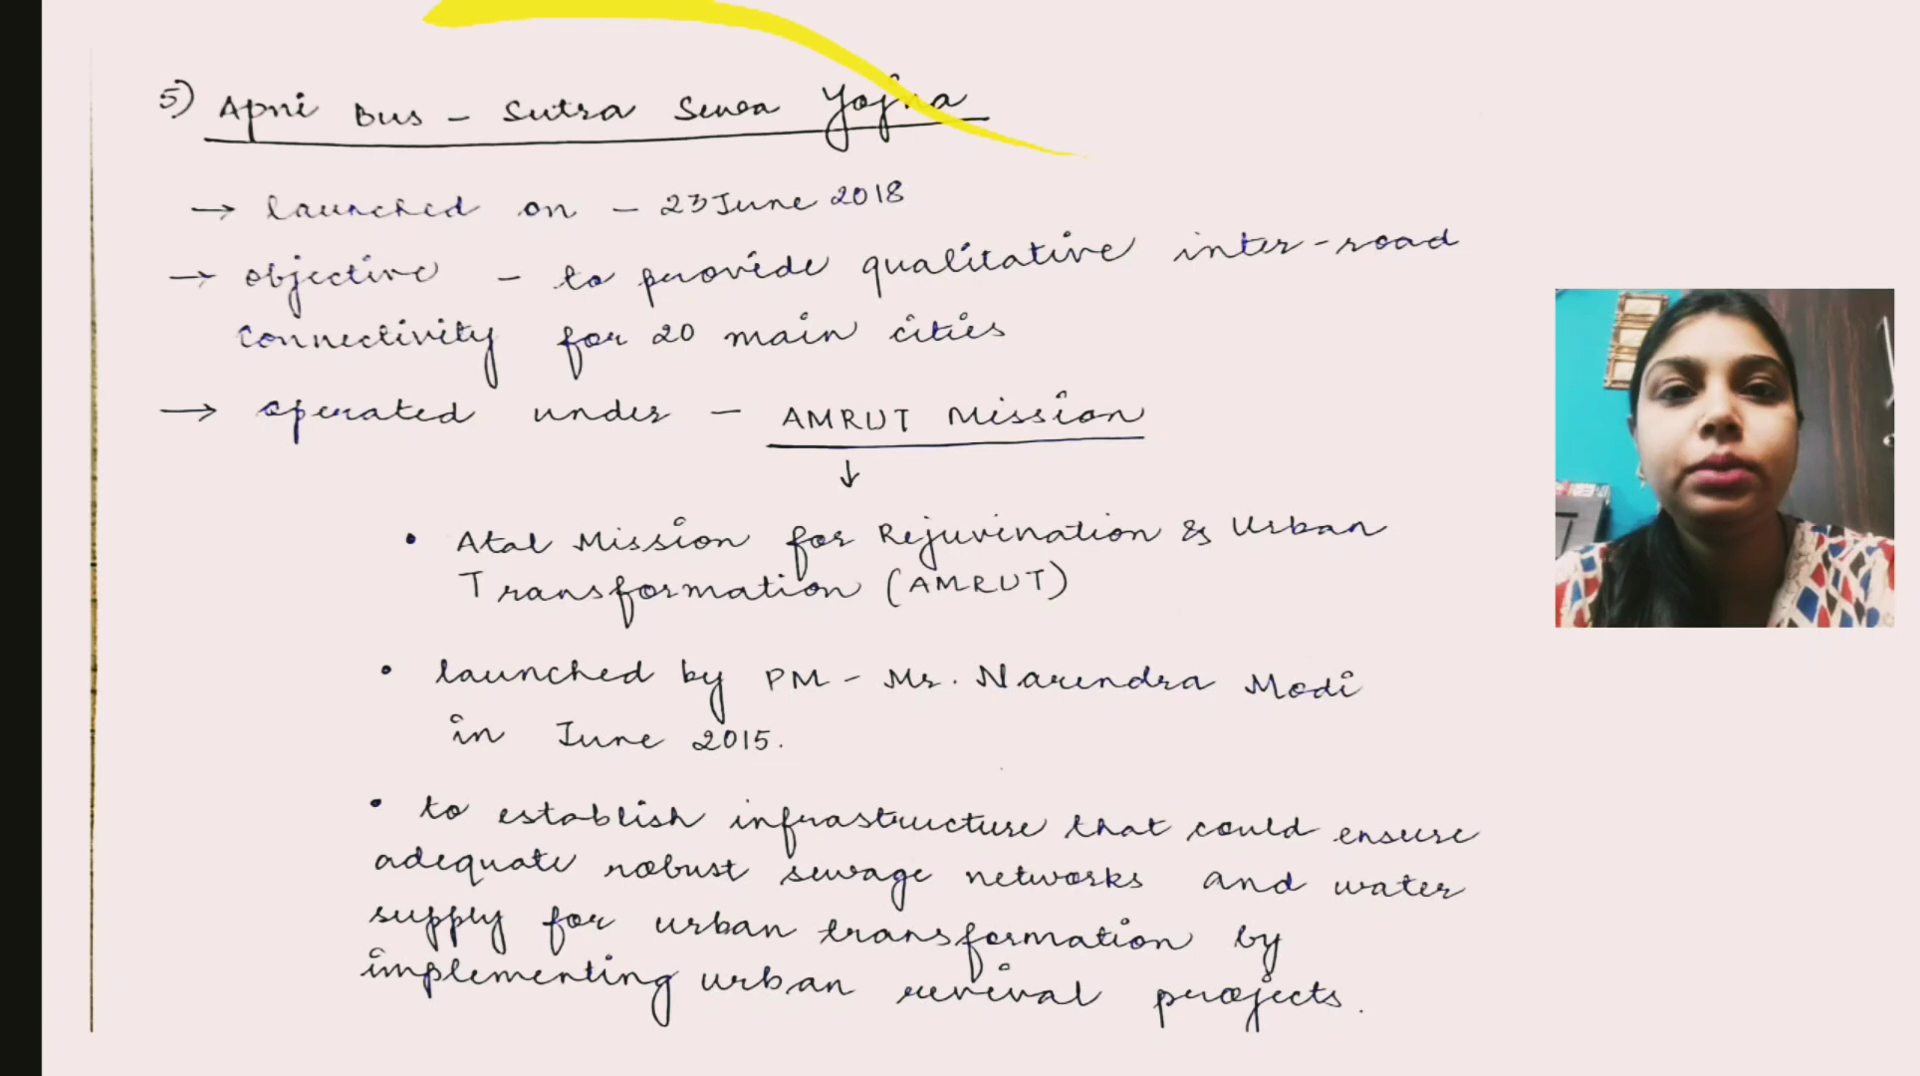 5) Apni Bus - Sutra Sewa Yojna
→ launched on - 23 June 2018
→ objective - to provide qualitative inter-road
connectivity for 20 main cities
→ operated under - AMRUT Mission
↓
• Atal Mission for Rejuvination & Urban
Transformation (AMRUT)
• launched by PM - Mr. Narendra Modi
in June 2015.
• to establish infrastructure that could ensure
adequate robust sewage networks and water
supply for urban transformation by
implementing urban revival projects.